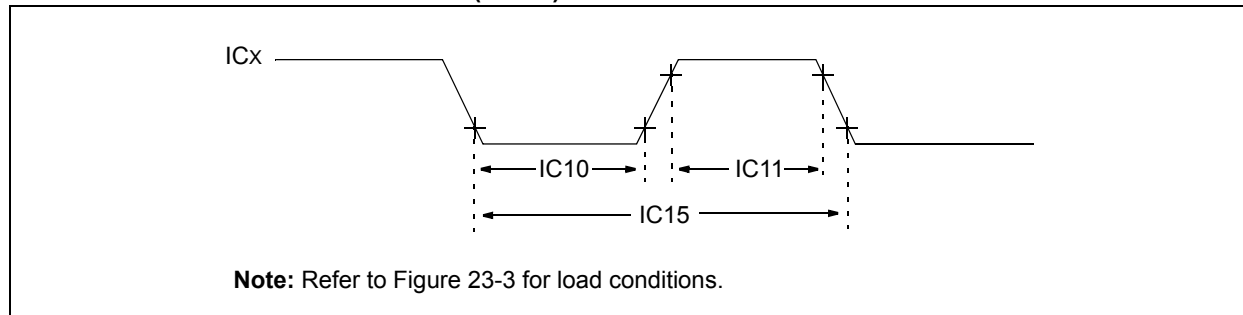 ICx
IC10
IC11
IC15
Note: Refer to Figure 23-3 for load conditions.